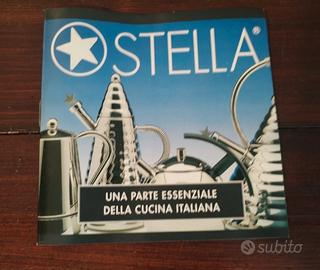 STELLA®
UNA PARTE ESSENZIALE
DELLA CUCINA ITALIANA
subito